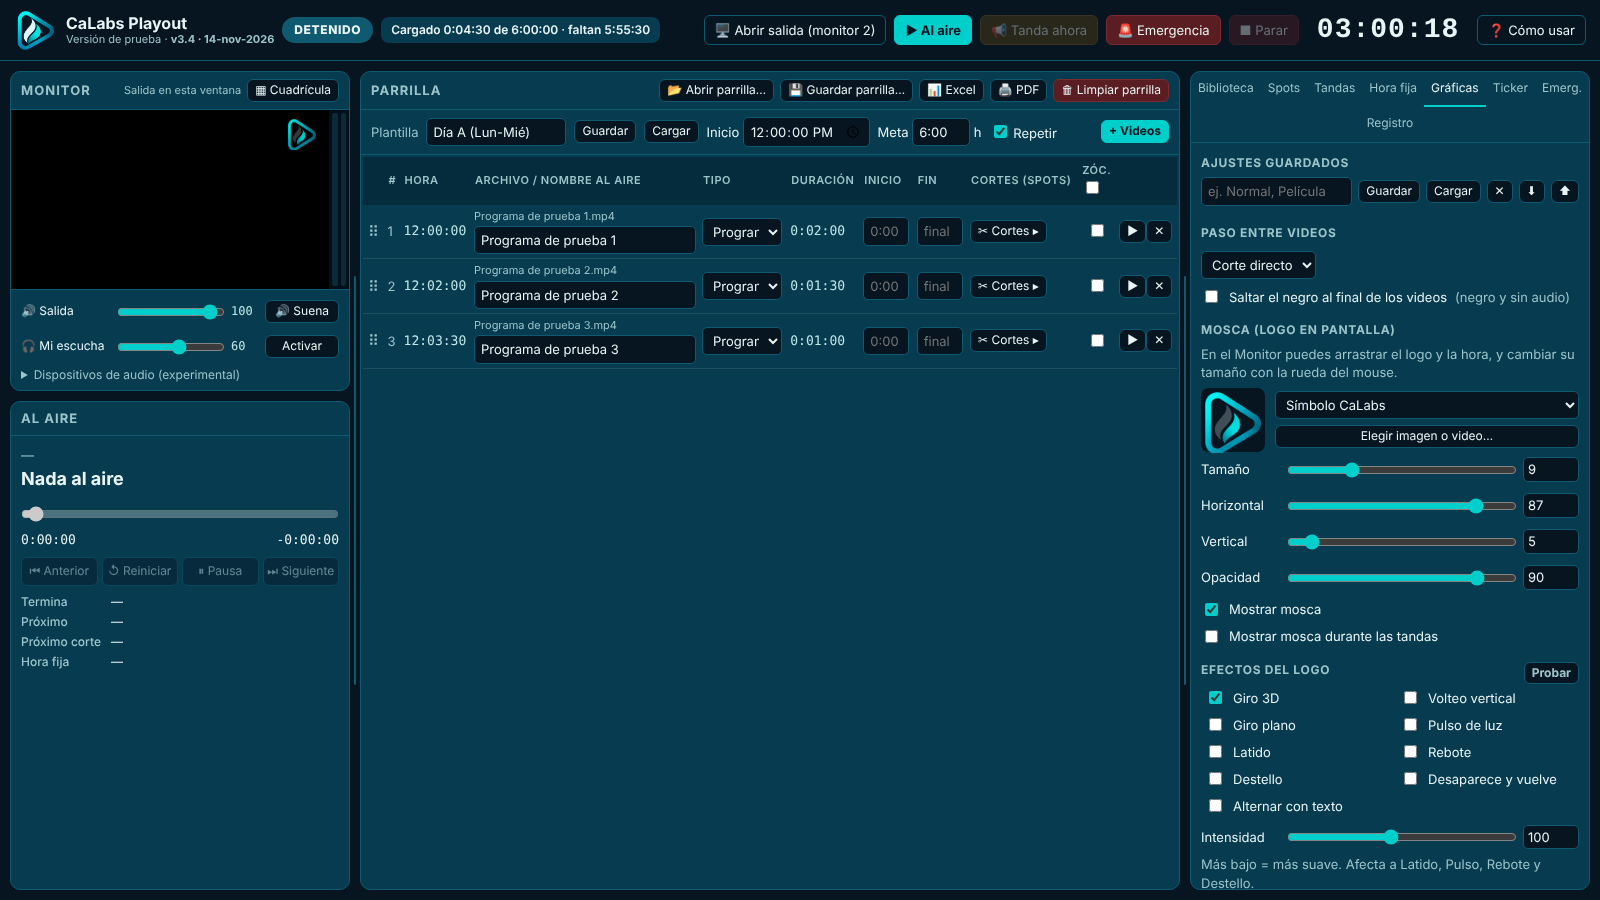 CaLabs Playout
Versión de prueba · v3.4 · 14-nov-2026
DETENIDO
Cargado 0:04:30 de 6:00:00 · faltan 5:55:30
Abrir salida (monitor 2)
Al aire
Tanda ahora
Emergencia
Parar
03:00:18
Cómo usar
MONITOR
Salida en esta ventana
Cuadrícula
Salida
100
Suena
Mi escucha
60
Activar
Dispositivos de audio (experimental)
AL AIRE
—
Nada al aire
0:00:00
-0:00:00
Anterior
Reiniciar
Pausa
Siguiente
Termina —
Próximo —
Próximo corte —
Hora fija —
PARRILLA
Abrir parrilla...
Guardar parrilla...
Excel
PDF
Limpiar parrilla
Plantilla
Día A (Lun-Mié)
Guardar
Cargar
Inicio
12:00:00 PM
Meta
6:00
h
Repetir
+ Videos
# HORA ARCHIVO / NOMBRE AL AIRE TIPO DURACIÓN INICIO FIN CORTES (SPOTS) ZÓC.
Programa de prueba 1.mp4
1 12:00:00 Programa de prueba 1 Prograr 0:02:00 0:00 final Cortes ▸
Programa de prueba 2.mp4
2 12:02:00 Programa de prueba 2 Prograr 0:01:30 0:00 final Cortes ▸
Programa de prueba 3.mp4
3 12:03:30 Programa de prueba 3 Prograr 0:01:00 0:00 final Cortes ▸
Biblioteca Spots Tandas Hora fija Gráficas Ticker Emerg.
Registro
AJUSTES GUARDADOS
ej. Normal, Película
Guardar
Cargar
PASO ENTRE VIDEOS
Corte directo
Saltar el negro al final de los videos (negro y sin audio)
MOSCA (LOGO EN PANTALLA)
En el Monitor puedes arrastrar el logo y la hora, y cambiar su
tamaño con la rueda del mouse.
Símbolo CaLabs
Elegir imagen o video...
Tamaño 9
Horizontal 87
Vertical 5
Opacidad 90
Mostrar mosca
Mostrar mosca durante las tandas
EFECTOS DEL LOGO
Probar
Giro 3D
Volteo vertical
Giro plano
Pulso de luz
Latido
Rebote
Destello
Desaparece y vuelve
Alternar con texto
Intensidad 100
Más bajo = más suave. Afecta a Latido, Pulso, Rebote y
Destello.